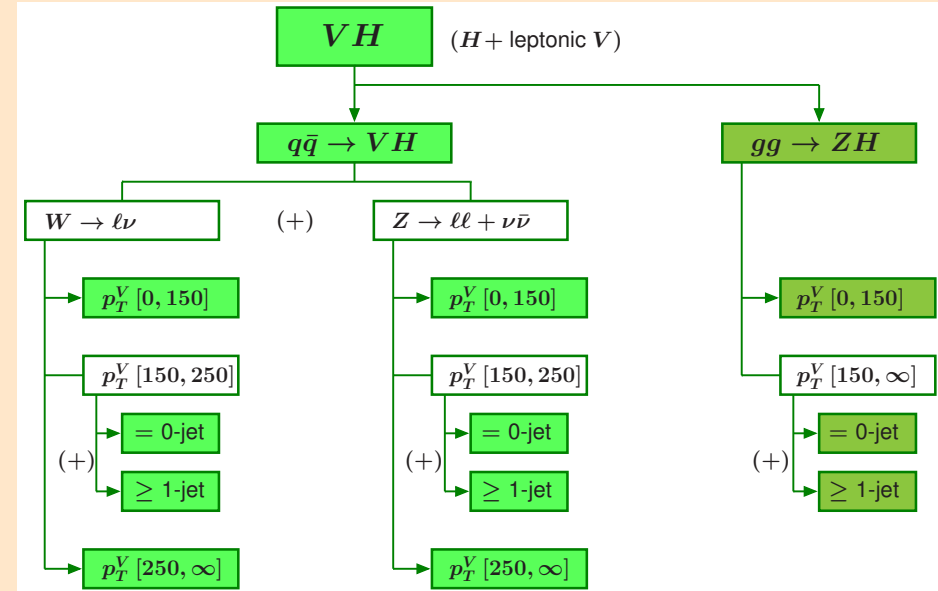 VH (H + leptonic V)
qq̄ → VH gg → ZH
W → ℓν (+) Z → ℓℓ + νν̄
p_T^V [0, 150] p_T^V [0, 150] p_T^V [0, 150]
p_T^V [150, 250] p_T^V [150, 250] p_T^V [150, ∞]
= 0-jet = 0-jet = 0-jet
(+) (+) (+)
≥ 1-jet ≥ 1-jet ≥ 1-jet
p_T^V [250, ∞] p_T^V [250, ∞]